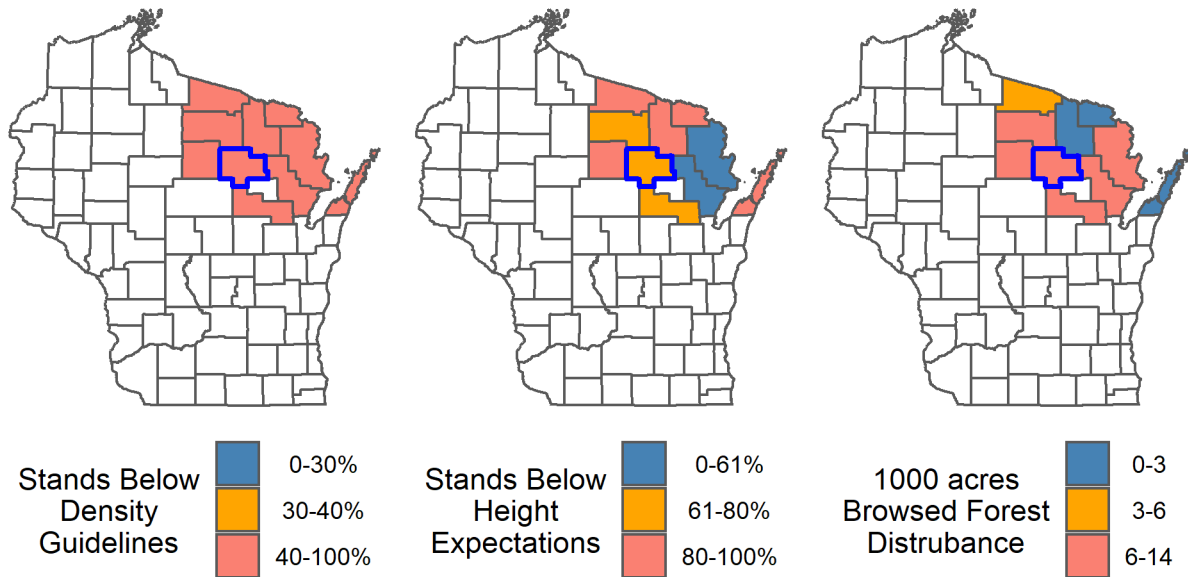 Stands Below
Density
Guidelines
0-30%
30-40%
40-100%
Stands Below
Height
Expectations
0-61%
61-80%
80-100%
1000 acres
Browsed Forest
Distrubance
0-3
3-6
6-14